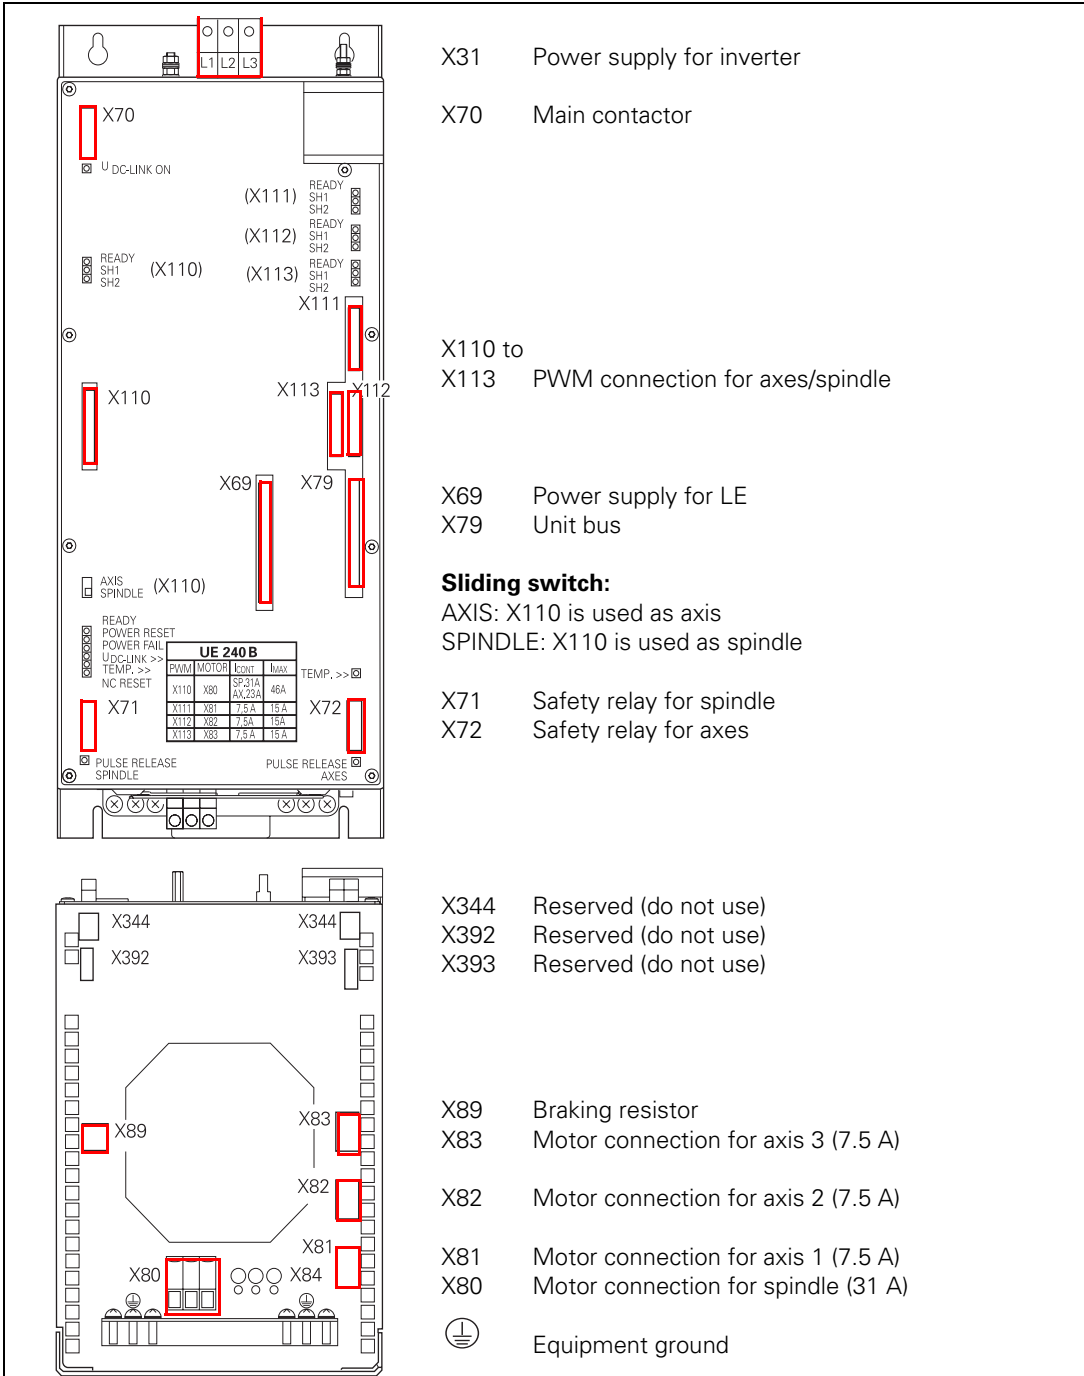 L1 L2 L3
X31 Power supply for inverter
X70
X70 Main contactor
U DC-LINK ON
(X111) READY
SH1
SH2
(X112) READY
SH1
SH2
READY
SH1
SH2
(X110)
(X113) READY
SH1
SH2
X111
X110 to
X113 PWM connection for axes/spindle
X110
X113
X112
X69
X79
X69 Power supply for LE
X79 Unit bus
Sliding switch:
AXIS: X110 is used as axis
SPINDLE: X110 is used as spindle
AXIS
SPINDLE
(X110)
READY
POWER RESET
POWER FAIL
UDC-LINK >>
TEMP. >>
NC RESET
UE 240 B
PWM MOTOR ICONT IMAX
X110 X80 SP.31A AX.23A 46A
X111 X81 7,5 A 15 A
X112 X82 7,5A 15A
X113 X83 7,5 A 15 A
TEMP. >>
X71
X72
X71 Safety relay for spindle
X72 Safety relay for axes
PULSE RELEASE
SPINDLE
PULSE RELEASE
AXES
X344
X344
X392
X393
X344 Reserved (do not use)
X392 Reserved (do not use)
X393 Reserved (do not use)
X89
X83
X82
X81
X80
X84
X89 Braking resistor
X83 Motor connection for axis 3 (7.5 A)
X82 Motor connection for axis 2 (7.5 A)
X81 Motor connection for axis 1 (7.5 A)
X80 Motor connection for spindle (31 A)
Equipment ground